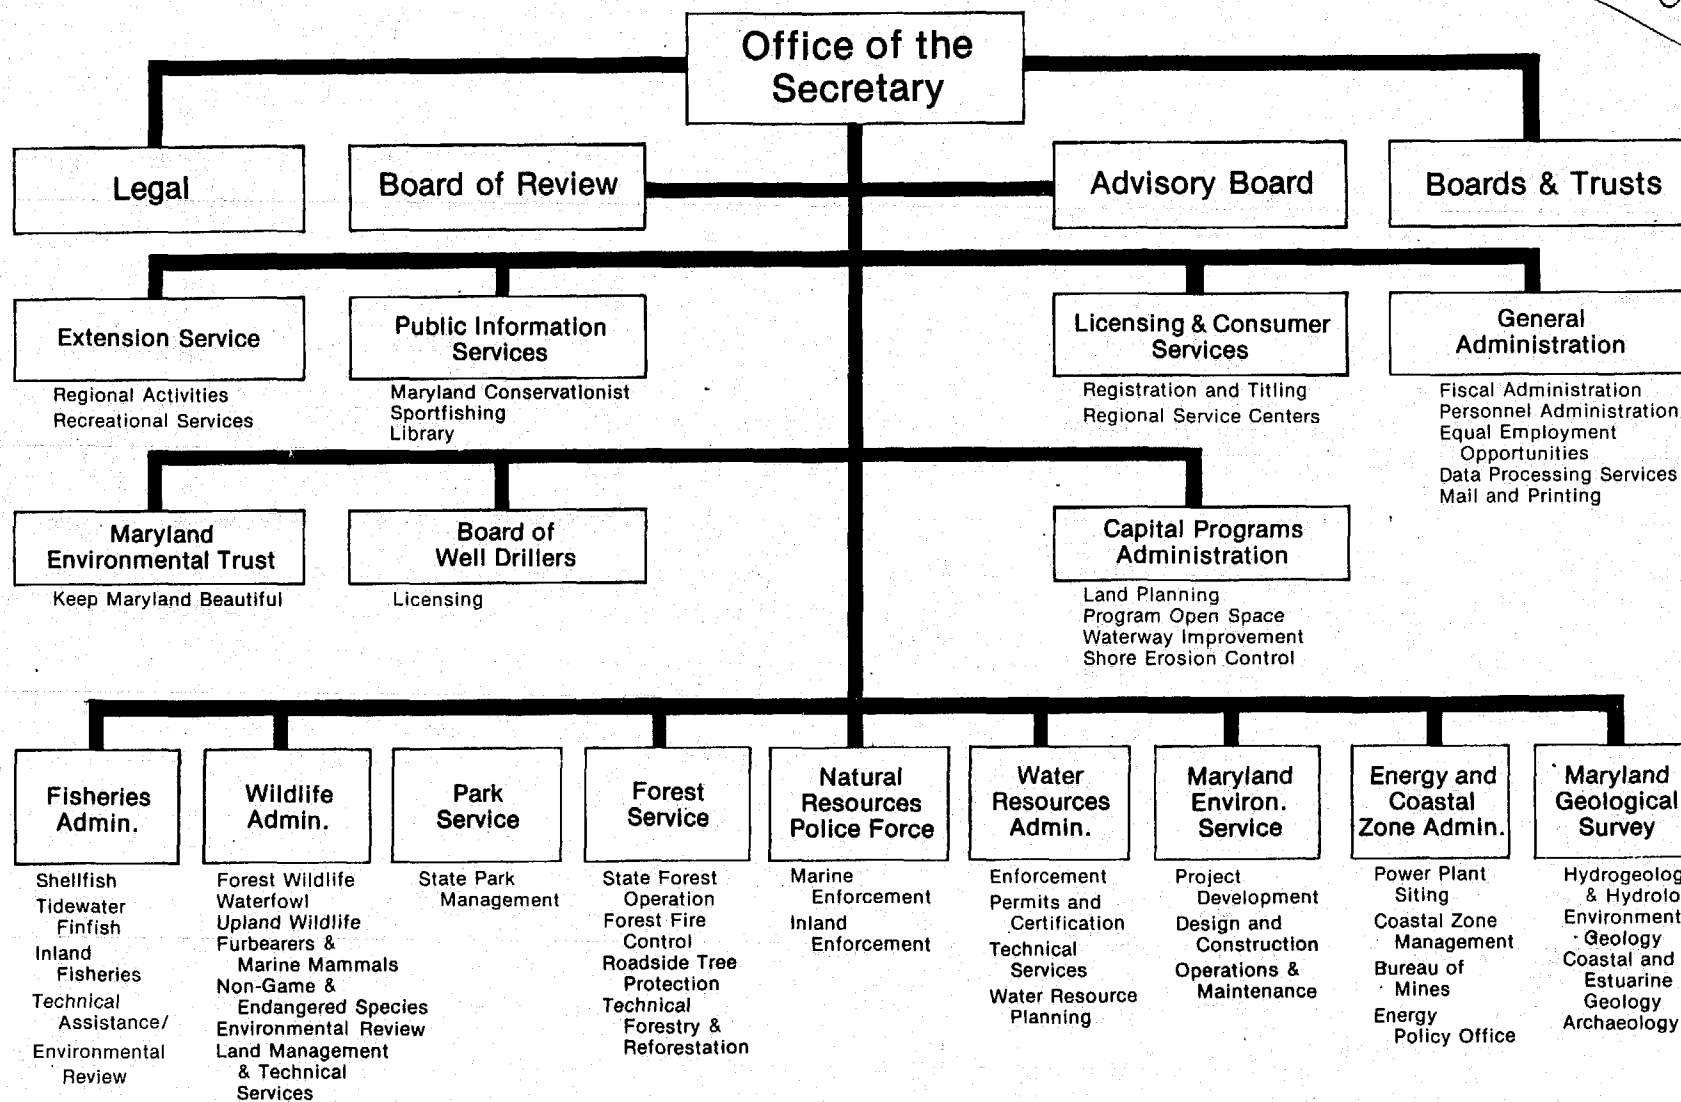 Office of the
Secretary
Legal
Board of Review
Advisory Board
Boards & Trusts
Extension Service
Regional Activities
Recreational Services
Public Information
Services
Maryland Conservationist
Sportfishing
Library
Licensing & Consumer
Services
Registration and Titling
Regional Service Centers
General
Administration
Fiscal Administration
Personnel Administration
Equal Employment
Opportunities
Data Processing Services
Mail and Printing
Maryland
Environmental Trust
Keep Maryland Beautiful
Board of
Well Drillers
Licensing
Capital Programs
Administration
Land Planning
Program Open Space
Waterway Improvement
Shore Erosion Control
Fisheries
Admin.
Shellfish
Tidewater
Finfish
Inland
Fisheries
Technical
Assistance/
Environmental
Review
Wildlife
Admin.
Forest Wildlife
Waterfowl
Upland Wildlife
Furbearers &
Marine Mammals
Non-Game &
Endangered Species
Environmental Review
Land Management
& Technical
Services
Park
Service
State Park
Management
Forest
Service
State Forest
Operation
Forest Fire
Control
Roadside Tree
Protection
Technical
Forestry &
Reforestation
Natural
Resources
Police Force
Marine
Enforcement
Inland
Enforcement
Water
Resources
Admin.
Enforcement
Permits and
Certification
Technical
Services
Water Resource
Planning
Maryland
Environ.
Service
Project
Development
Design and
Construction
Operations &
Maintenance
Energy and
Coastal
Zone Admin.
Power Plant
Siting
Coastal Zone
Management
Bureau of
Mines
Energy
Policy Office
Maryland
Geological
Survey
Hydrogeolog
& Hydrolo
Environment
Geology
Coastal and
Estuarine
Geology
Archaeology